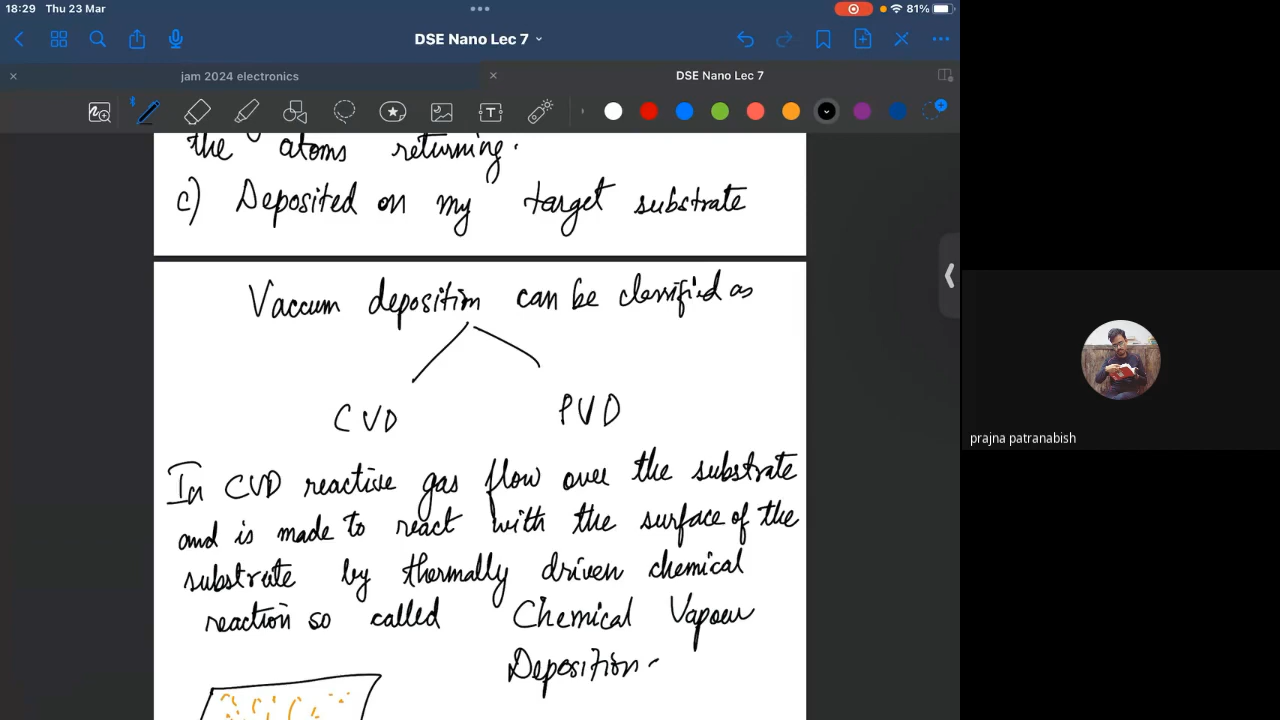 18:29 Thu 23 Mar
81%
DSE Nano Lec 7
jam 2024 electronics
DSE Nano Lec 7
the atoms returning.
c) Deposited on my target substrate
Vaccum deposition can be classified as
CVD PVD
In CVD reactive gas flow over the substrate
and is made to react with the surface of the
substrate by thermally driven chemical
reaction so called Chemical Vapour
Deposition.
prajna patranabish